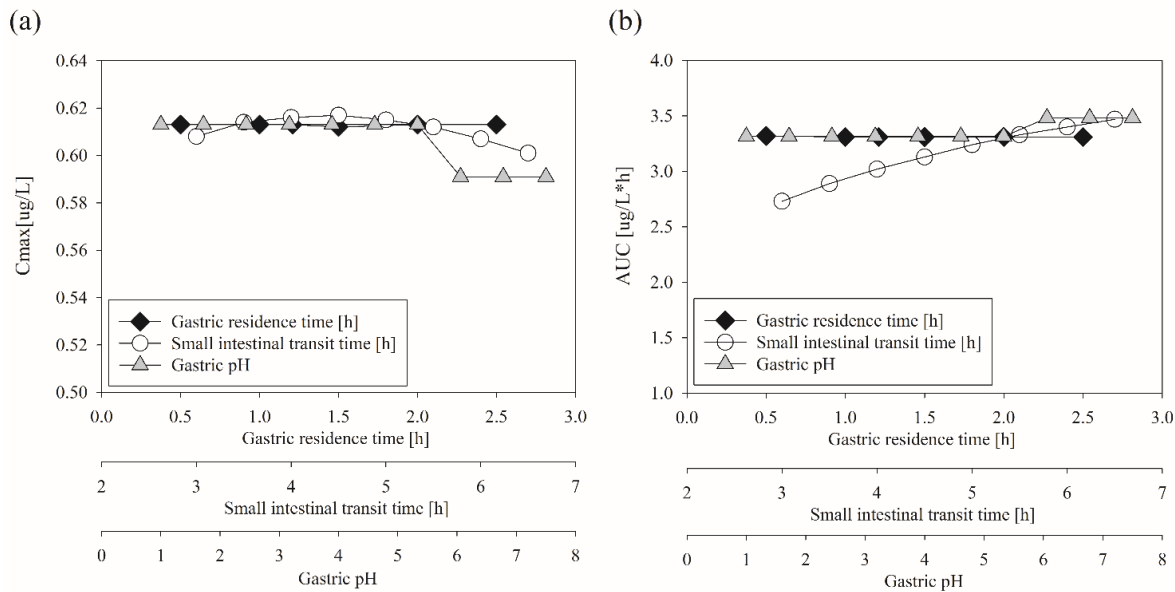 (a)
0.64
0.62
0.60
0.58
0.56
0.54
0.52
0.50
Cmax[ug/L]
Gastric residence time [h]
Small intestinal transit time [h]
Gastric pH
0.0 0.5 1.0 1.5 2.0 2.5 3.0
Gastric residence time [h]
2 3 4 5 6 7
Small intestinal transit time [h]
0 1 2 3 4 5 6 7 8
Gastric pH
(b)
4.0
3.5
3.0
2.5
2.0
1.5
1.0
AUC [ug/L*h]
Gastric residence time [h]
Small intestinal transit time [h]
Gastric pH
0.0 0.5 1.0 1.5 2.0 2.5 3.0
Gastric residence time [h]
2 3 4 5 6 7
Small intestinal transit time [h]
0 1 2 3 4 5 6 7 8
Gastric pH